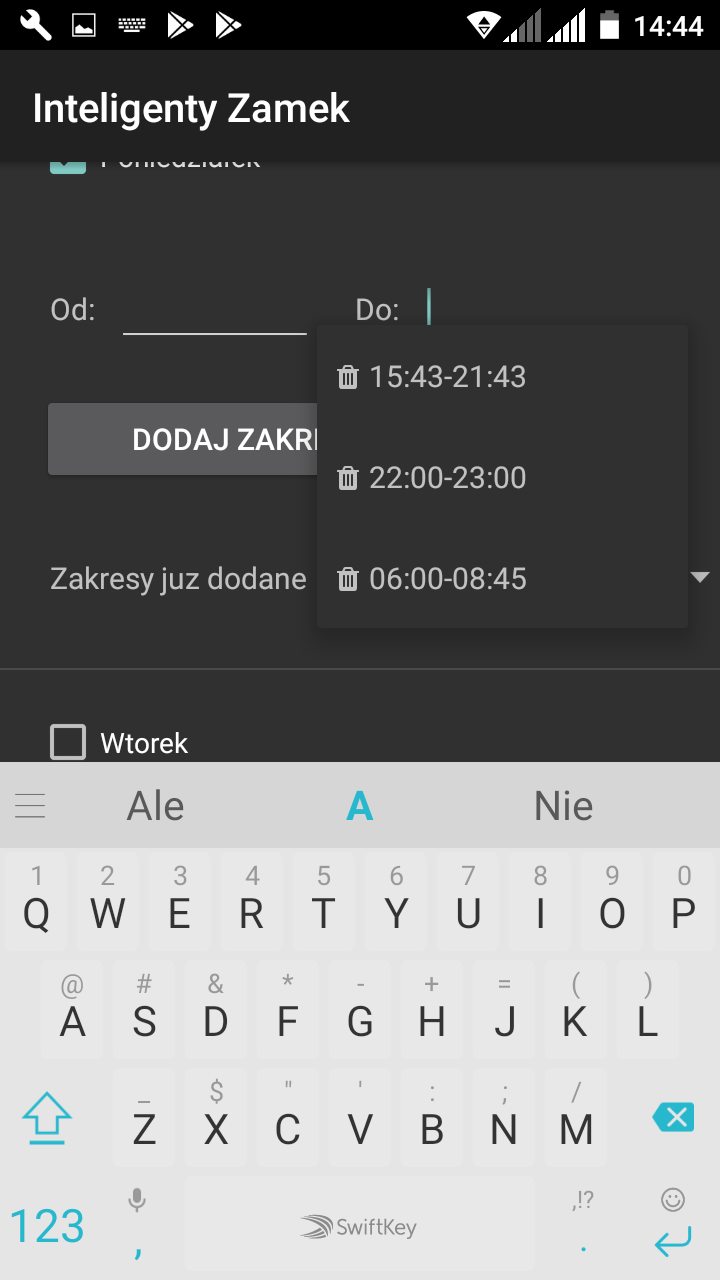 14:44
Inteligenty Zamek
Poniedziałek
Od: Do:
15:43-21:43
DODAJ ZAKR
22:00-23:00
Zakresy juz dodane
06:00-08:45
Wtorek
Ale A Nie
1 2 3 4 5 6 7 8 9 0
Q W E R T Y U I O P
@ # & * - + = ( )
A S D F G H J K L
_ $ " ' : ; /
Z X C V B N M
,!?
123 , SwiftKey .